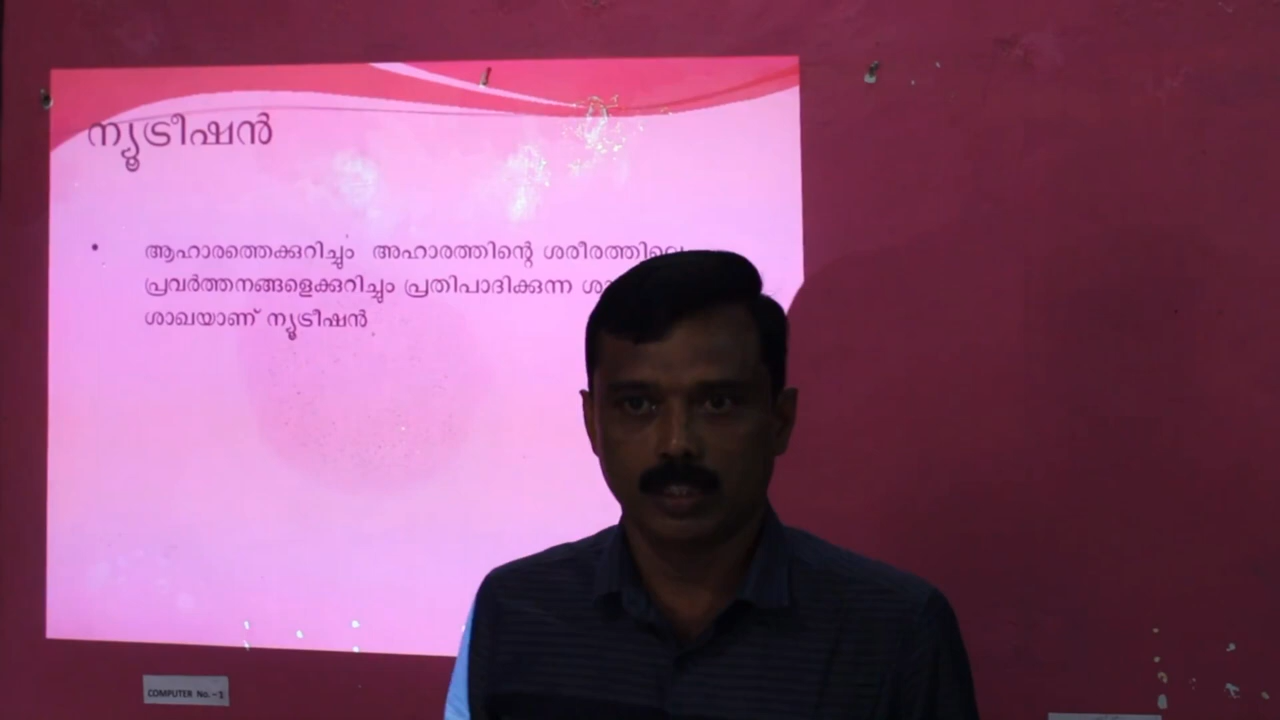 ന്യൂട്രീഷൻ
ആഹാരത്തെക്കുറിച്ചും അഹാരത്തിന്റെ ശരീരത്തിലെ
പ്രവർത്തനങ്ങളെക്കുറിച്ചും പ്രതിപാദിക്കുന്ന
ശാഖയാണ് ന്യൂട്രീഷൻ
COMPUTER No. - 1